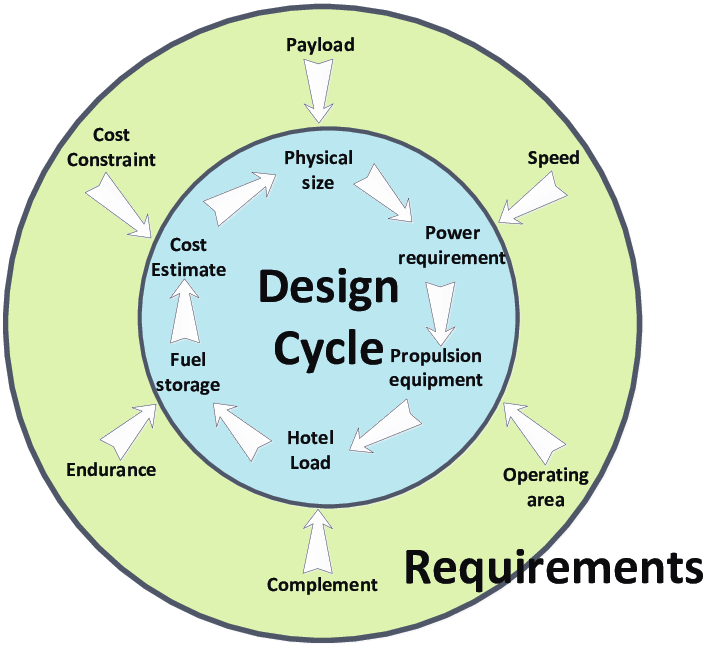 Payload
Cost
Constraint
Speed
Physical
size
Power
requirement
Cost
Estimate
Design
Cycle
Propulsion
equipment
Fuel
storage
Hotel
Load
Endurance
Operating
area
Complement
Requirements